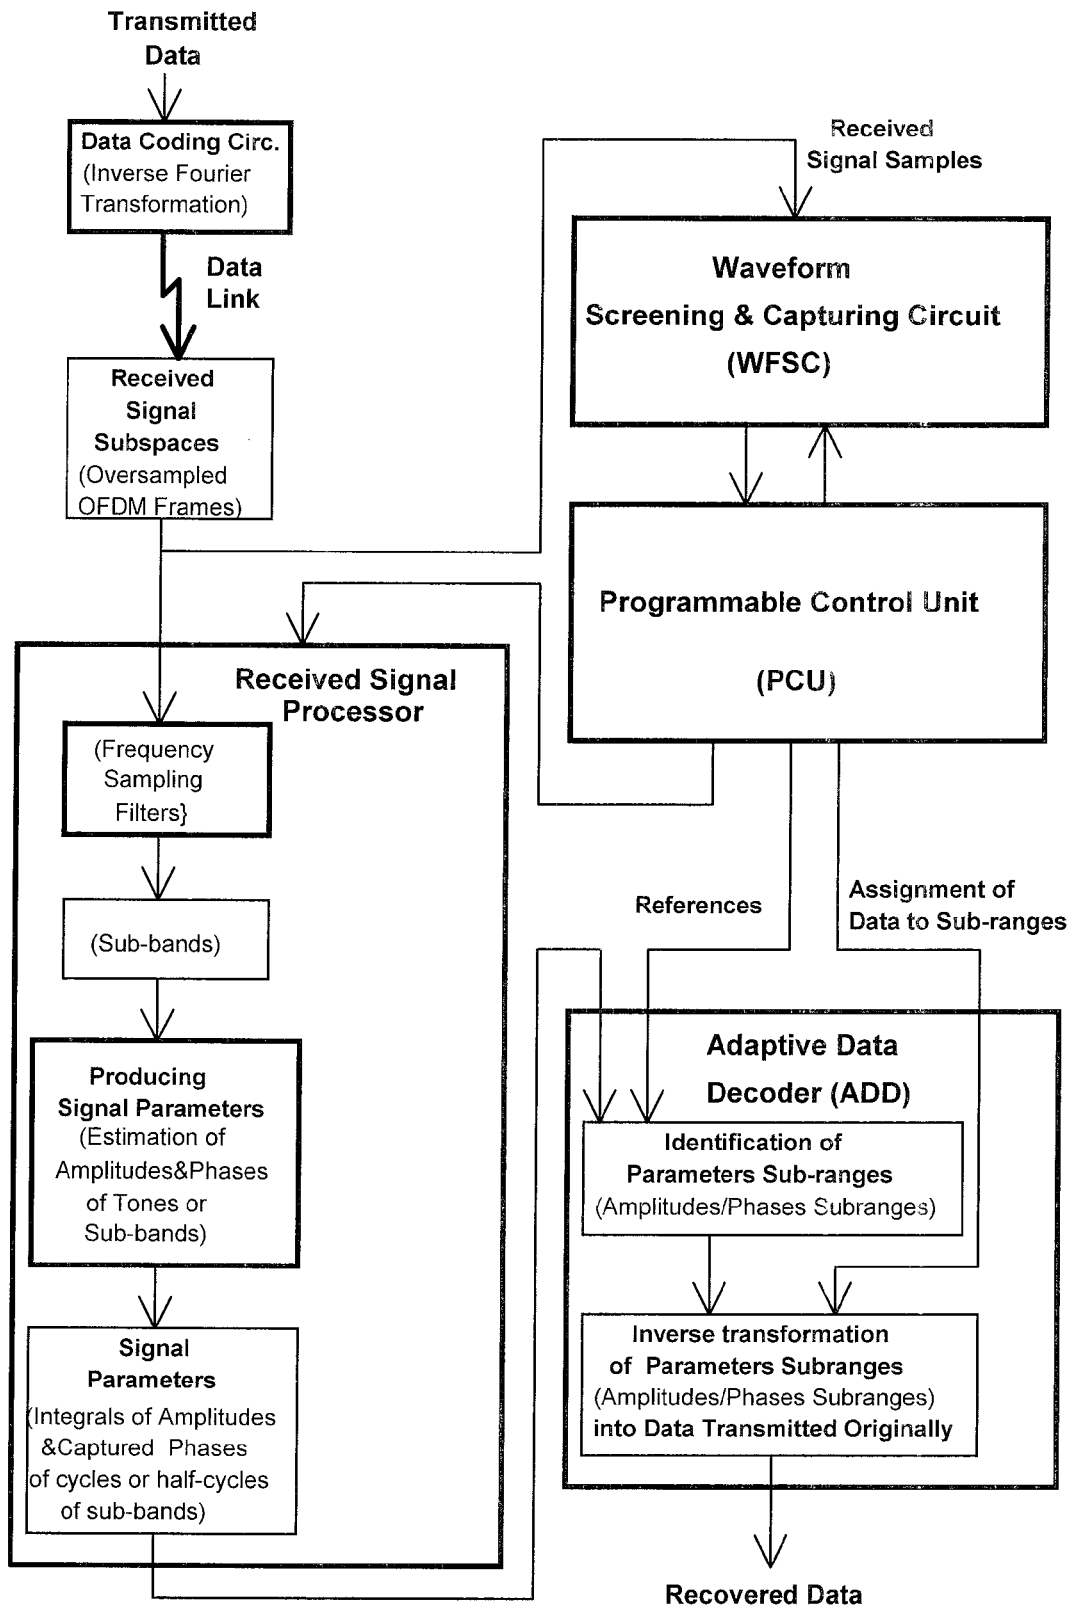 Transmitted
Data
Data Coding Circ.
(Inverse Fourier
Transformation)
Data
Link
Received
Signal
Subspaces
(Oversampled
OFDM Frames)
Received
Signal Samples
Waveform
Screening & Capturing Circuit
(WFSC)
Programmable Control Unit
(PCU)
Received Signal
Processor
(Frequency
Sampling
Filters}
(Sub-bands)
Producing
Signal Parameters
(Estimation of
Amplitudes&Phases
of Tones or
Sub-bands)
Signal
Parameters
(Integrals of Amplitudes
&Captured Phases
of cycles or half-cycles
of sub-bands)
References
Assignment of
Data to Sub-ranges
Adaptive Data
Decoder (ADD)
Identification of
Parameters Sub-ranges
(Amplitudes/Phases Subranges)
Inverse transformation
of Parameters Subranges
(Amplitudes/Phases Subranges)
into Data Transmitted Originally
Recovered Data